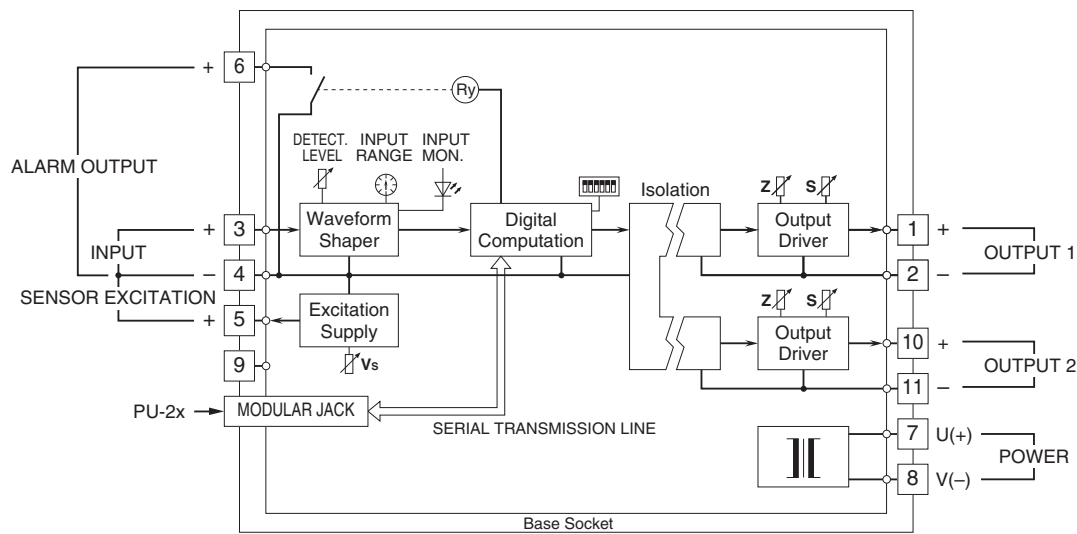 + 6
Ry
DETECT.
LEVEL
INPUT
RANGE
INPUT
MON.
ALARM OUTPUT
Isolation
Z S
Waveform
Shaper
Digital
Computation
Output
Driver
+ 3
1 +
INPUT
OUTPUT 1
– 4
2 –
SENSOR EXCITATION
Z S
+ 5
Excitation
Supply
Output
Driver
10 +
9
Vs
OUTPUT 2
11 –
PU-2x
MODULAR JACK
SERIAL TRANSMISSION LINE
7 U(+)
POWER
8 V(–)
Base Socket